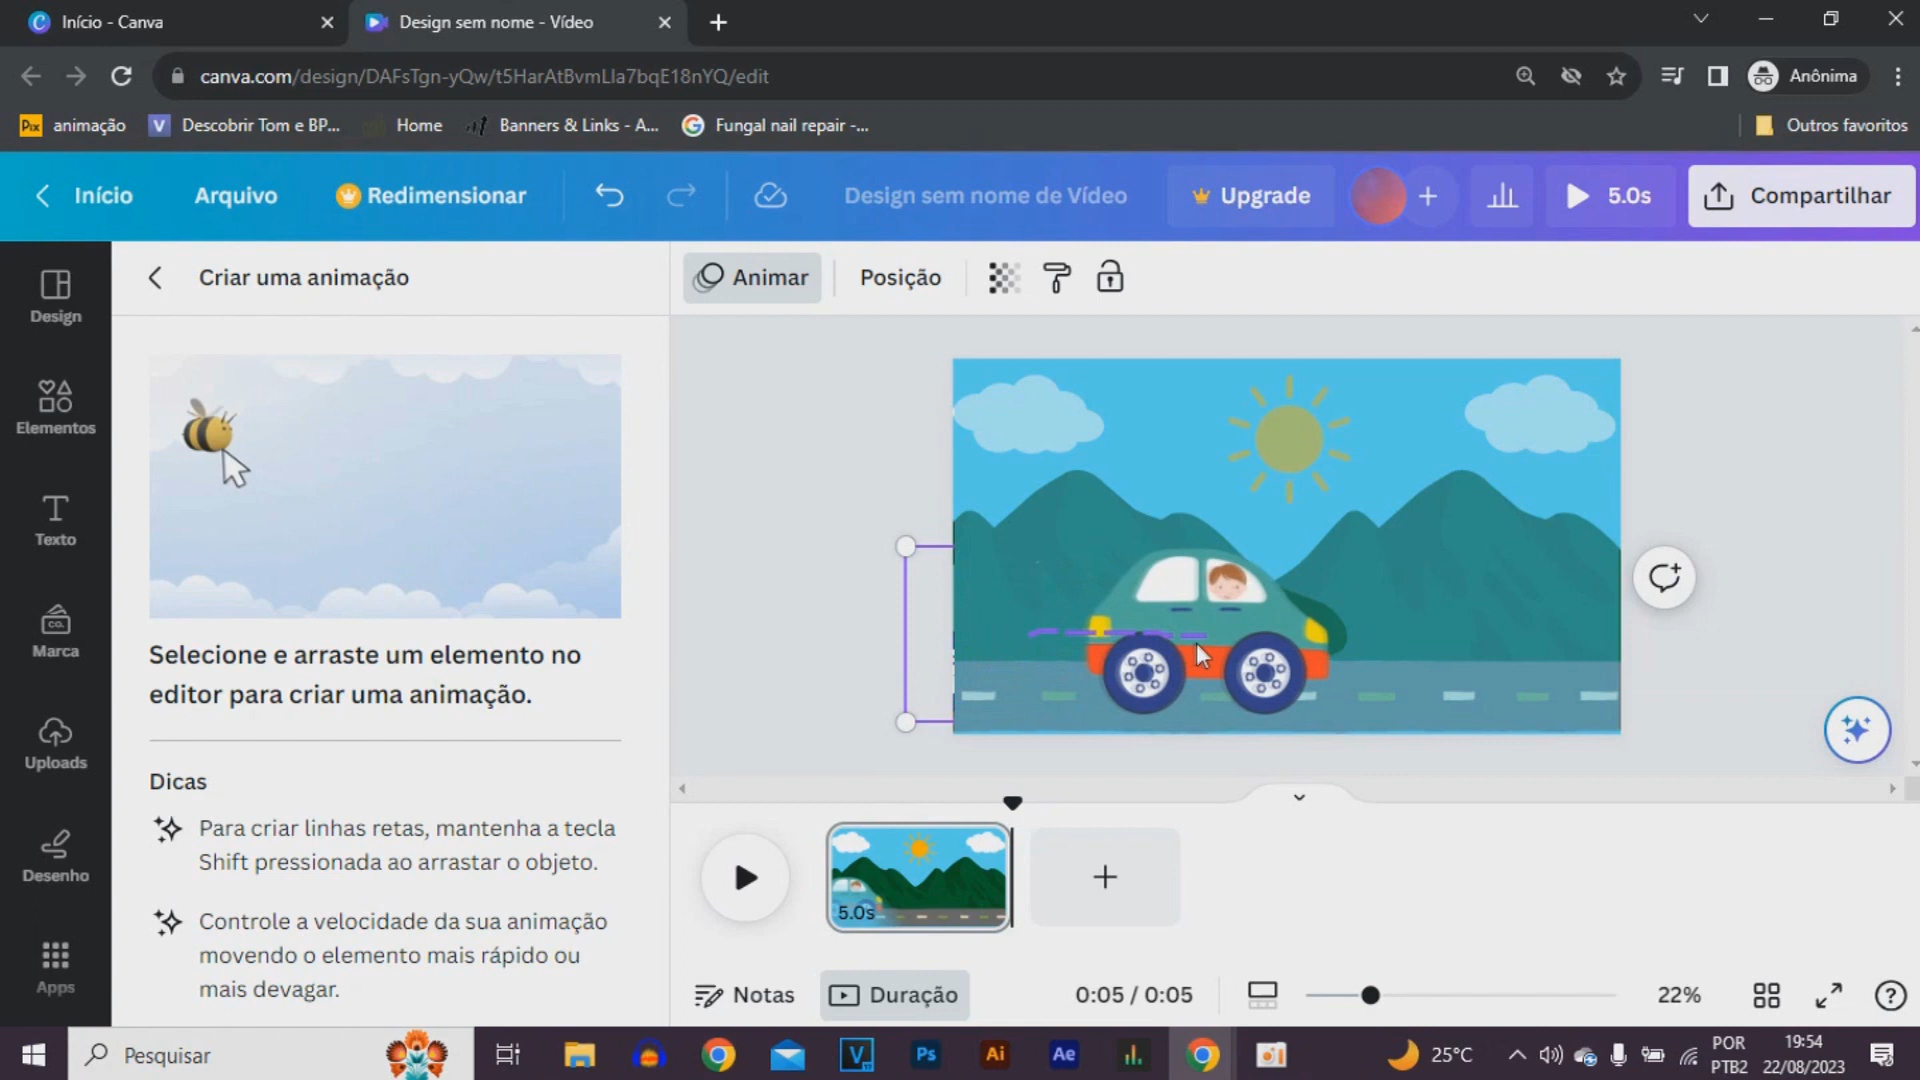 Início - Canva
Design sem nome - Vídeo
canva.com/design/DAFsTgn-yQw/t5HarAtBvmLla7bqE18nYQ/edit
Anônima
Pix animação
V Descobrir Tom e BP...
Home
Banners & Links - A...
Fungal nail repair -...
Outros favoritos
Início
Arquivo
Redimensionar
Design sem nome de Vídeo
Upgrade
5.0s
Compartilhar
Design
Elementos
Texto
CO.
Marca
Uploads
Desenho
Apps
Criar uma animação
Selecione e arraste um elemento no
editor para criar uma animação.
Dicas
Para criar linhas retas, mantenha a tecla
Shift pressionada ao arrastar o objeto.
Controle a velocidade da sua animação
movendo o elemento mais rápido ou
mais devagar.
Animar
Posição
5.0s
Notas
Duração
0:05 / 0:05
22%
Pesquisar
V
Ps
Ai
Ae
25°C
POR
PTB2
19:54
22/08/2023